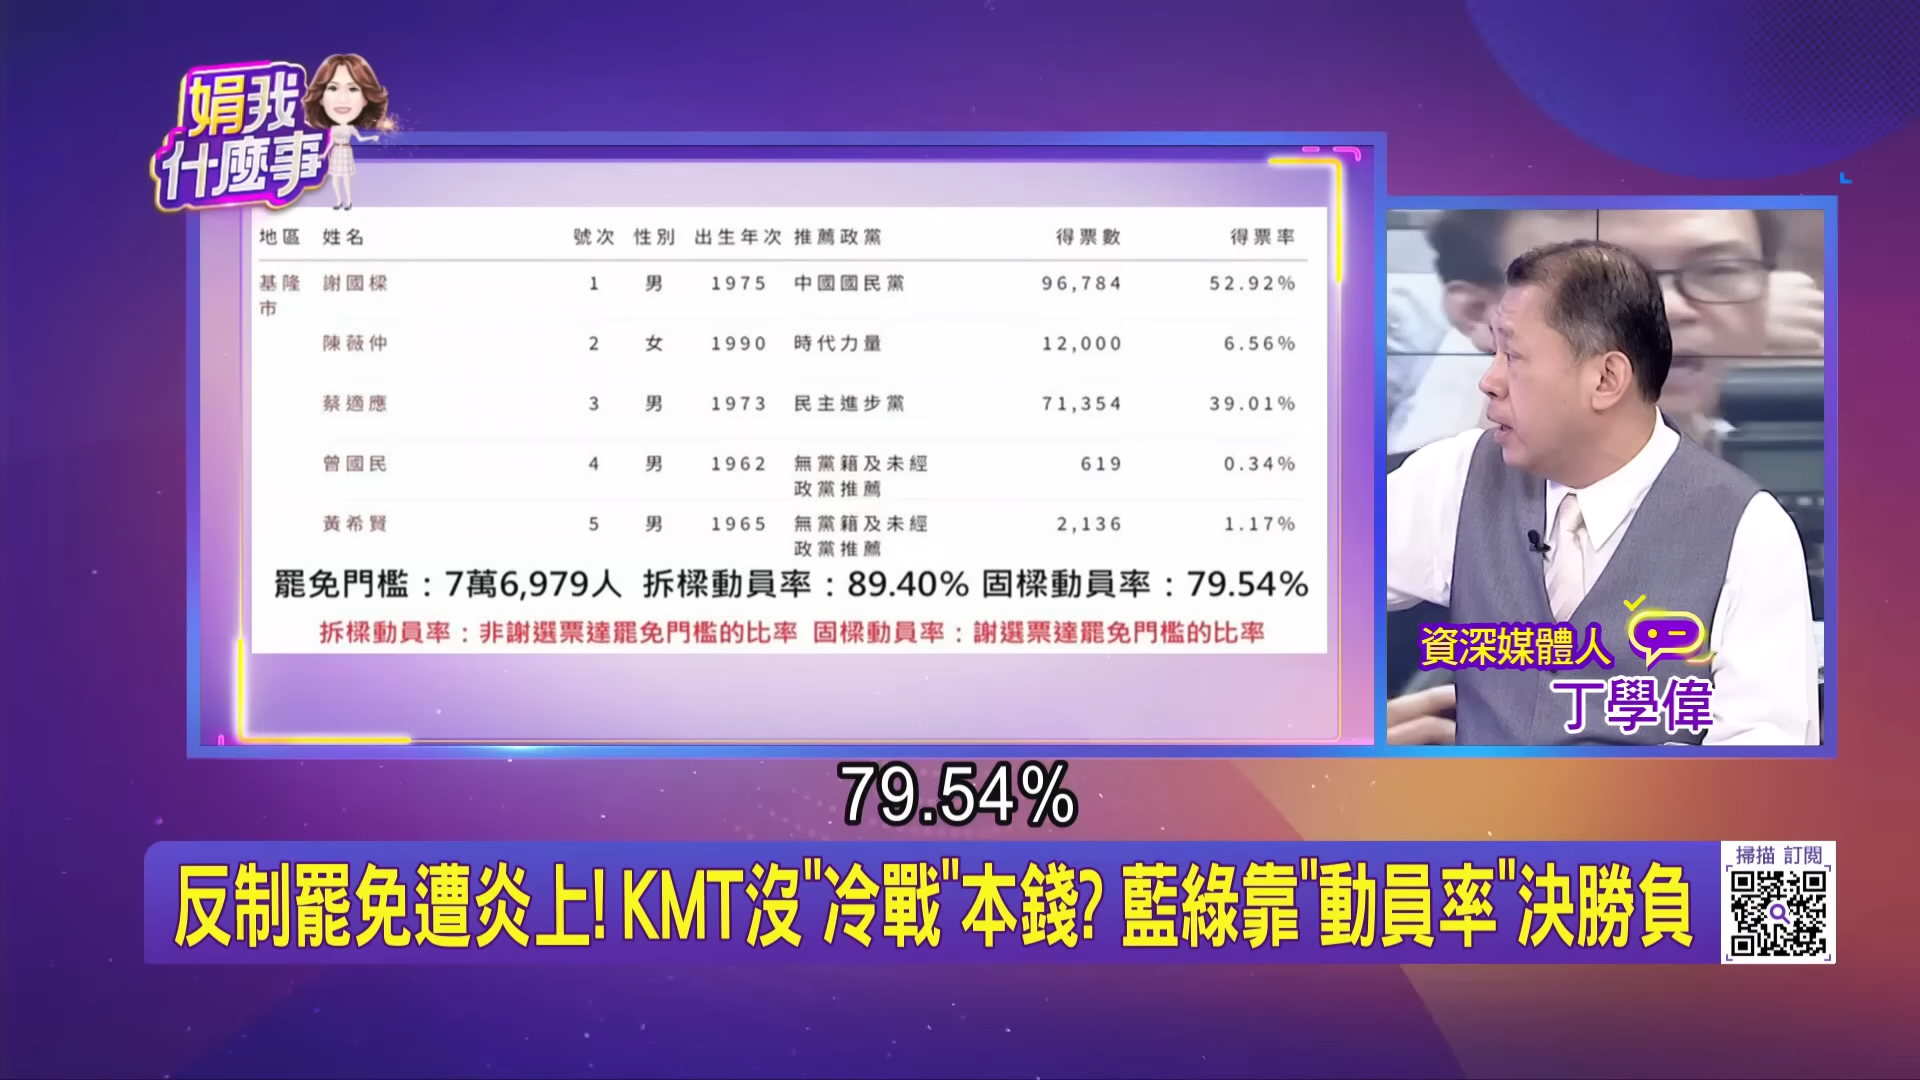 娟我
什麼事
地區 姓名 號次 性別 出生年次 推薦政黨 得票數 得票率
基隆市 謝國樑 1 男 1975 中國國民黨 96,784 52.92%
陳薇仲 2 女 1990 時代力量 12,000 6.56%
蔡適應 3 男 1973 民主進步黨 71,354 39.01%
曾國民 4 男 1962 無黨籍及未經
政黨推薦 619 0.34%
黃希賢 5 男 1965 無黨籍及未經
政黨推薦 2,136 1.17%
罷免門檻：7萬6,979人 拆樑動員率：89.40% 固樑動員率：79.54%
拆樑動員率：非謝選票達罷免門檻的比率 固樑動員率：謝選票達罷免門檻的比率
資深媒體人
丁學偉
79.54%
反制罷免遭炎上! KMT沒"冷戰"本錢? 藍綠靠"動員率"決勝負
掃描 訂閱